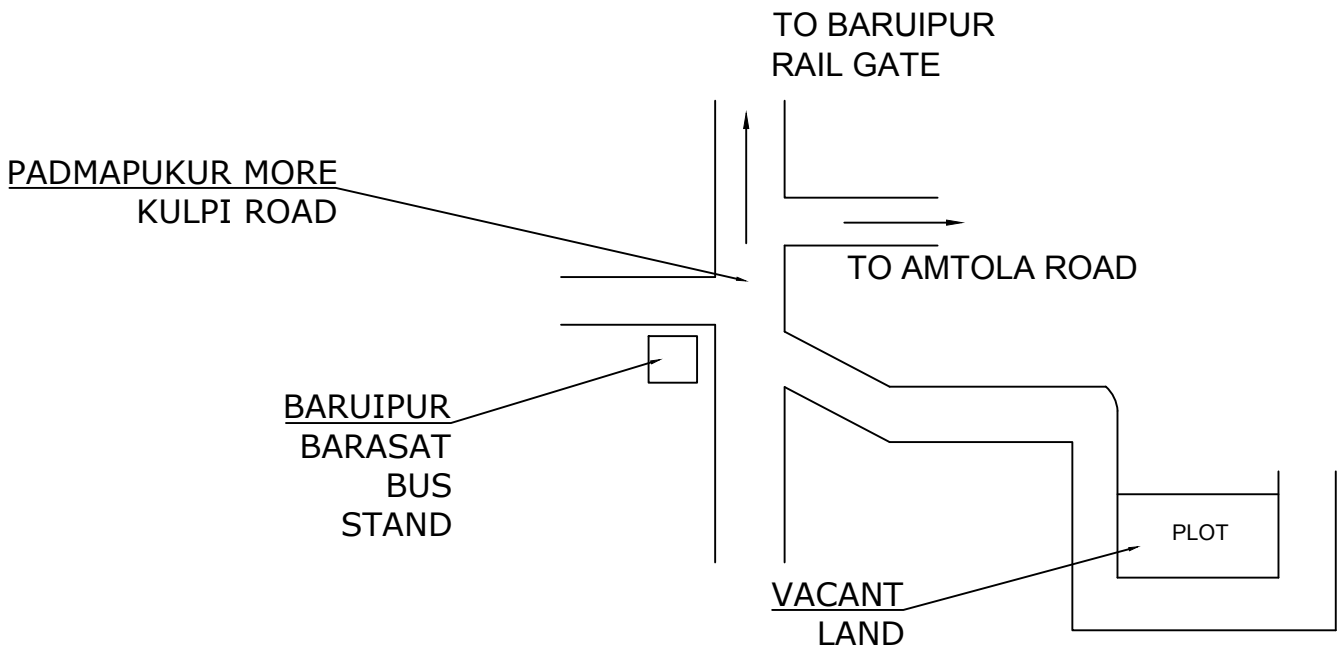 TO BARUIPUR
RAIL GATE
PADMAPUKUR MORE
KULPI ROAD
TO AMTOLA ROAD
BARUIPUR
BARASAT
BUS
STAND
PLOT
VACANT
LAND